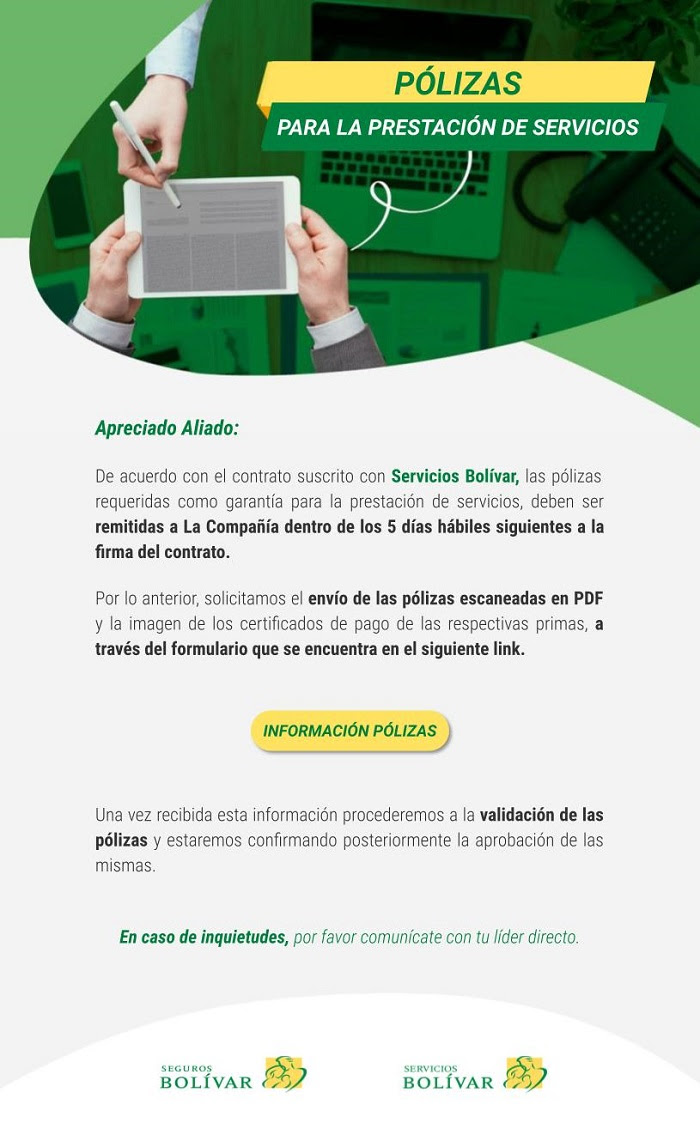 PÓLIZAS
PARA LA PRESTACIÓN DE SERVICIOS
Apreciado Aliado:
De acuerdo con el contrato suscrito con Servicios Bolívar, las pólizas
requeridas como garantía para la prestación de servicios, deben ser
remitidas a La Compañía dentro de los 5 días hábiles siguientes a la
firma del contrato.
Por lo anterior, solicitamos el envío de las pólizas escaneadas en PDF
y la imagen de los certificados de pago de las respectivas primas, a
través del formulario que se encuentra en el siguiente link.
INFORMACIÓN PÓLIZAS
Una vez recibida esta información procederemos a la validación de las
pólizas y estaremos confirmando posteriormente la aprobación de las
mismas.
En caso de inquietudes, por favor comunícate con tu líder directo.
SEGUROS
BOLÍVAR
SERVICIOS
BOLÍVAR